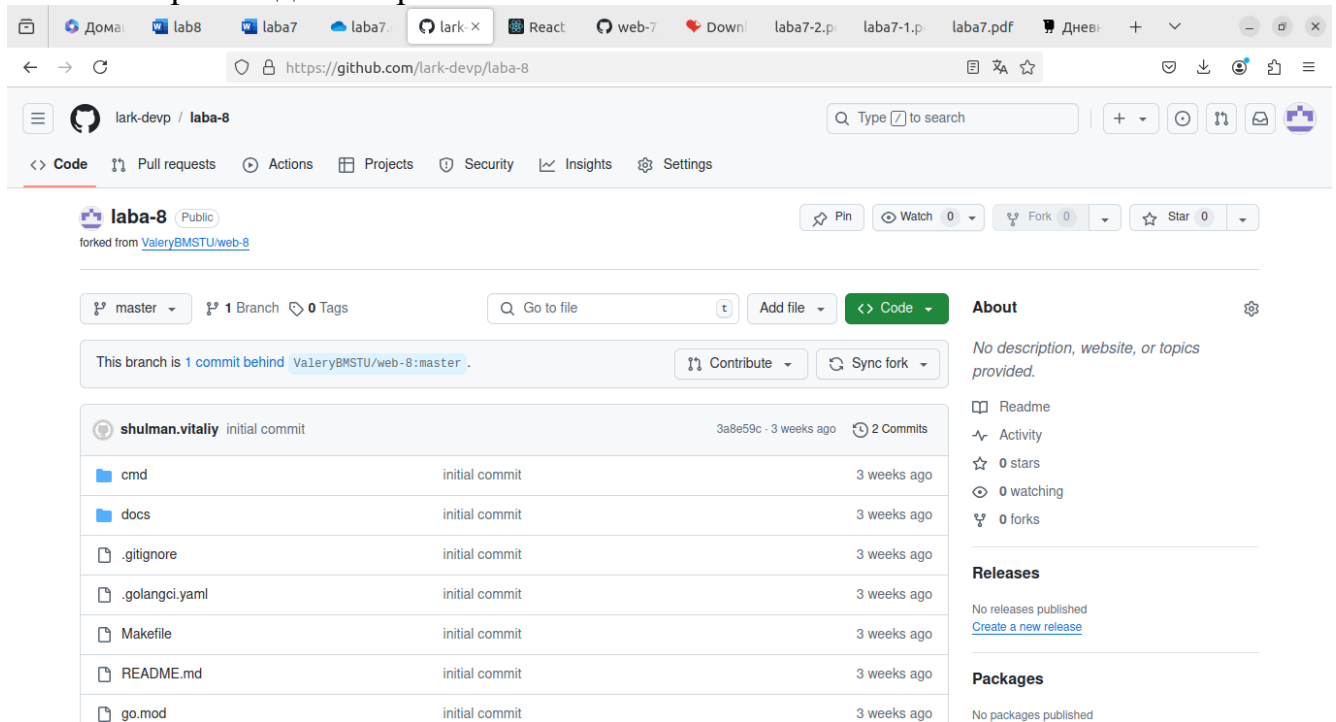 Дома
lab8
laba7
laba7.
lark-
React
web-7
Downl
laba7-2.p
laba7-1.p
laba7.pdf
Дневн
https://github.com/lark-devp/laba-8
lark-devp / laba-8
Type / to search
Code
Pull requests
Actions
Projects
Security
Insights
Settings
laba-8 Public
Pin
Watch 0
Fork 0
Star 0
forked from ValeryBMSTU/web-8
master
1 Branch
0 Tags
Go to file
t
Add file
Code
About
This branch is 1 commit behind ValeryBMSTU/web-8:master .
Contribute
Sync fork
No description, website, or topics
provided.
Readme
Activity
0 stars
0 watching
0 forks
shulman.vitaliy initial commit
3a8e59c · 3 weeks ago
2 Commits
cmd initial commit 3 weeks ago
docs initial commit 3 weeks ago
.gitignore initial commit 3 weeks ago
.golangci.yaml initial commit 3 weeks ago
Makefile initial commit 3 weeks ago
README.md initial commit 3 weeks ago
go.mod initial commit 3 weeks ago
Releases
No releases published
Create a new release
Packages
No packages published